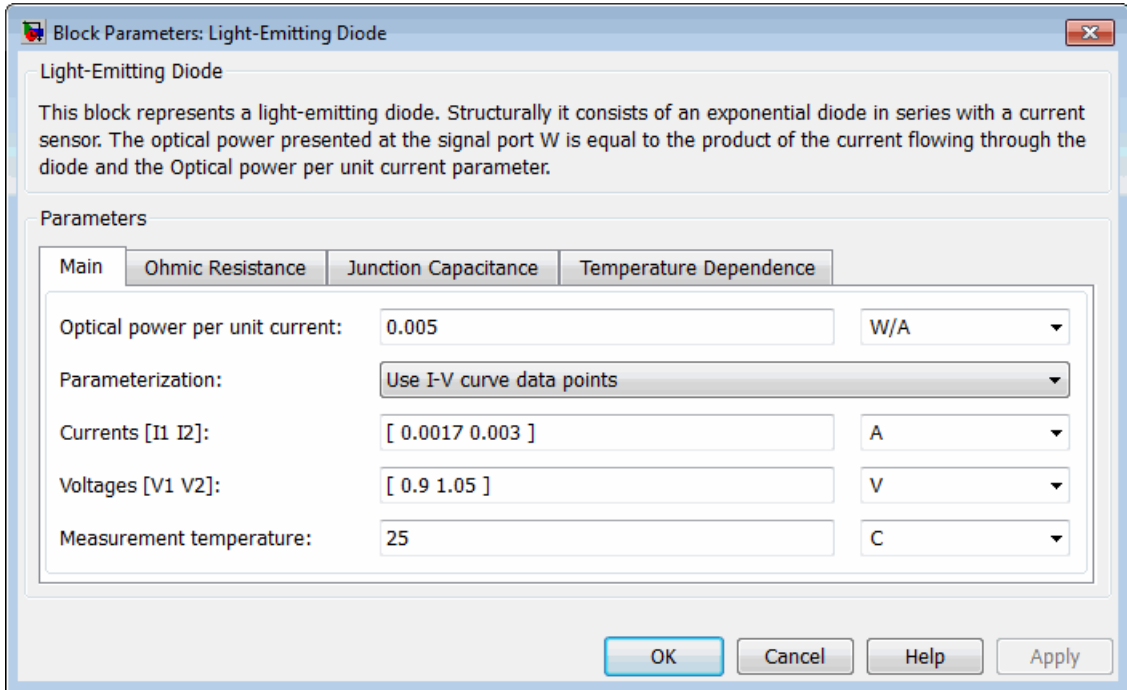 Block Parameters: Light-Emitting Diode
Light-Emitting Diode
This block represents a light-emitting diode. Structurally it consists of an exponential diode in series with a current
sensor. The optical power presented at the signal port W is equal to the product of the current flowing through the
diode and the Optical power per unit current parameter.
Parameters
Main Ohmic Resistance Junction Capacitance Temperature Dependence
Optical power per unit current: 0.005 W/A
Parameterization: Use I-V curve data points
Currents [I1 I2]: [ 0.0017 0.003 ] A
Voltages [V1 V2]: [ 0.9 1.05 ] V
Measurement temperature: 25 C
OK Cancel Help Apply